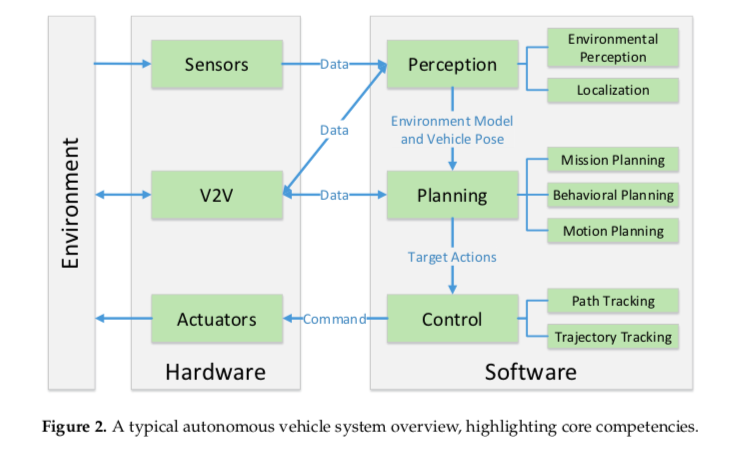 Environment
Sensors
V2V
Actuators
Hardware
Data
Data
Data
Command
Perception
Environment Model
and Vehicle Pose
Planning
Target Actions
Control
Software
Environmental
Perception
Localization
Mission Planning
Behavioral Planning
Motion Planning
Path Tracking
Trajectory Tracking
Figure 2. A typical autonomous vehicle system overview, highlighting core competencies.